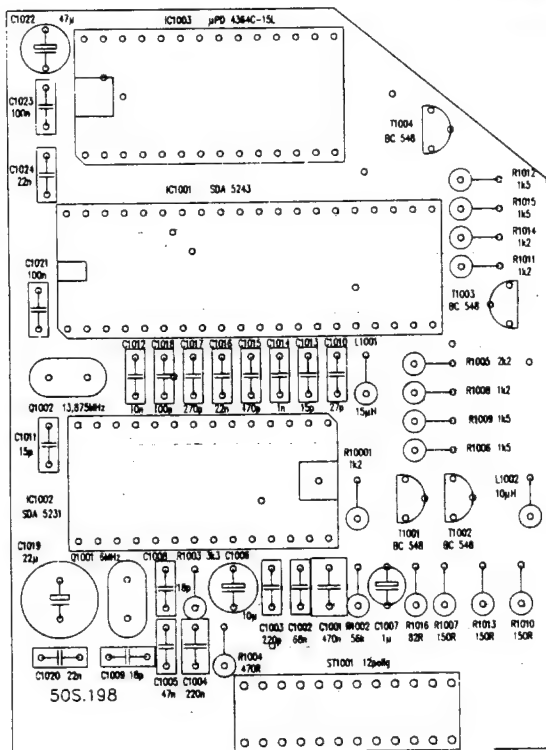 C1022 47µ
IC1003 µPD 4364C-15L
C1023
100n
T1004
BC 548
C1024
22n
IC1001 SDA 5243
R1012
1k5
R1015
1k5
R1014
1k2
R1011
1k2
C1021
100n
T1003
BC 548
C1012
10n
C1018
100p
C1017
270p
C1016
22n
C1015
470p
C1014
1n
C1013
15p
C1010
27p
L1001
15µH
Q1002 13,875MHz
R1005 2k2
R1008 1k2
R1009 1k5
R1006 1k5
C1011
15p
R10001
1k2
IC1002
SDA 5231
L1002
10µH
T1001
BC 548
T1002
BC 548
C1019
22µ
Q1001 6MHz
C1008
18p
R1003 3k3
C1006
10µ
C1003
220p
C1002
68n
C1001
470n
R1002
56k
C1007
1µ
R1016
82R
R1007
150R
R1013
150R
R1010
150R
C1020 22n
C1009 18p
C1005
47n
C1004
220n
R1004
470R
ST1001 12polig
50S.198